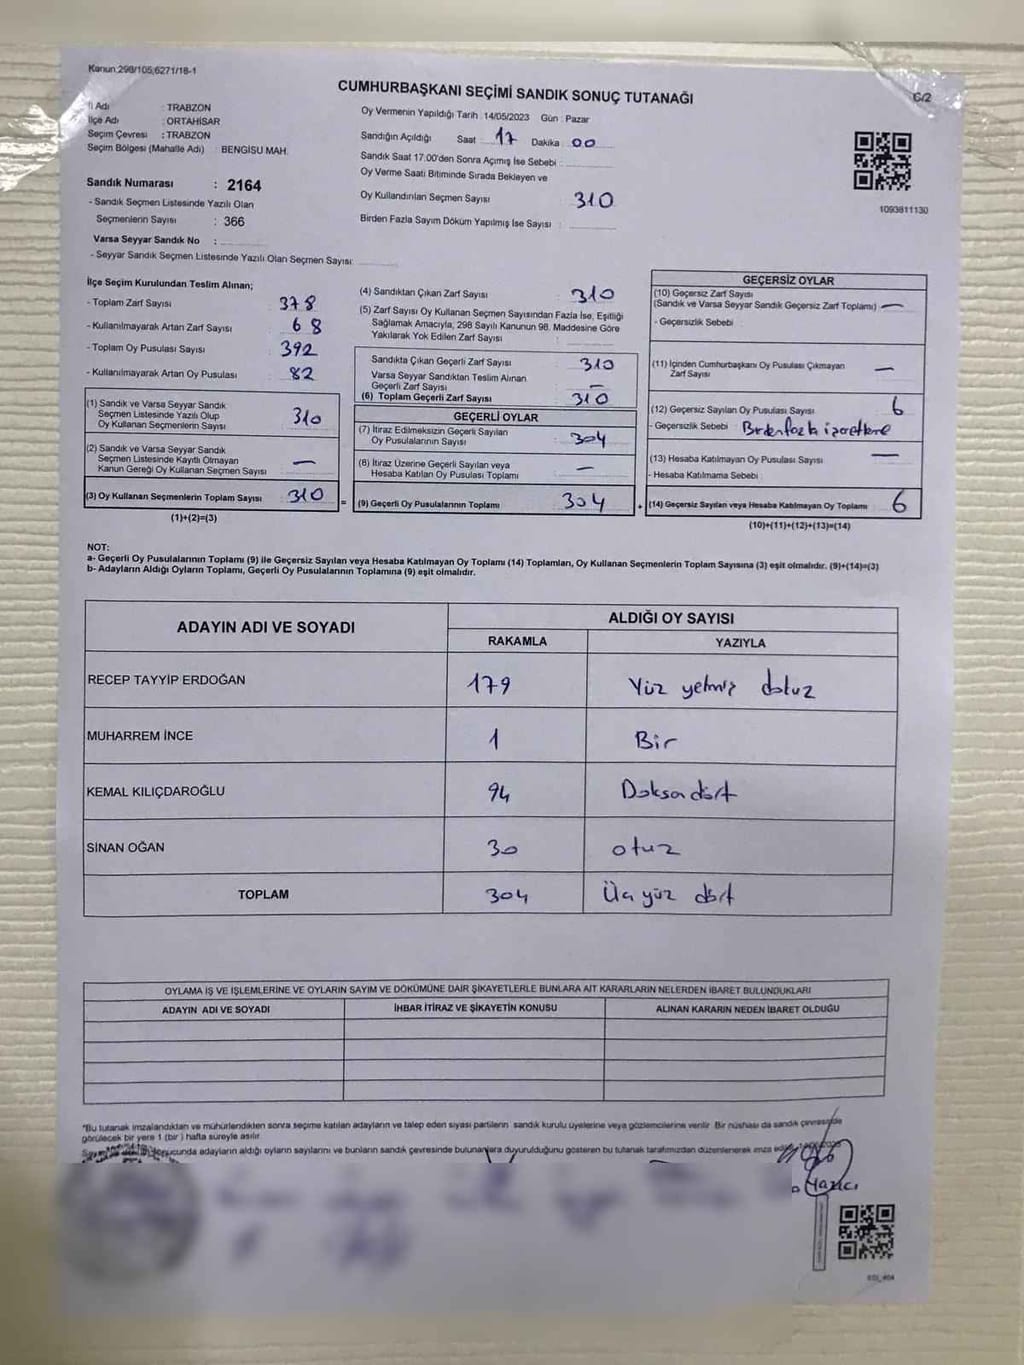 Kanun:298/105,6271/18-1
C/2
CUMHURBAŞKANI SEÇİMİ SANDIK SONUÇ TUTANAĞI
İl Adı : TRABZON
İlçe Adı : ORTAHİSAR
Seçim Çevresi : TRABZON
Seçim Bölgesi (Mahalle Adı) : BENGİSU MAH.
Sandık Numarası : 2164
- Sandık Seçmen Listesinde Yazılı Olan
Seçmenlerin Sayısı : 366
Varsa Seyyar Sandık No :
- Seyyar Sandık Seçmen Listesinde Yazılı Olan Seçmen Sayısı:
Oy Vermenin Yapıldığı Tarih : 14/05/2023 Gün : Pazar
Sandığın Açıldığı Saat : 17 Dakika : 00
Sandık Saat 17.00'den Sonra Açmış İse Sebebi :
Oy Verme Saati Bitiminde Sırada Bekleyen ve
Oy Kullandırılan Seçmen Sayısı : 310
Birden Fazla Sayım Döküm Yapılmış İse Sayısı :
1093811130
İlçe Seçim Kurulundan Teslim Alınan;
- Toplam Zarf Sayısı : 378
- Kullanılmayarak Artan Zarf Sayısı : 68
- Toplam Oy Pusulası Sayısı : 392
- Kullanılmayarak Artan Oy Pusulası : 82
(1) Sandık ve Varsa Seyyar Sandık
Seçmen Listesinde Yazılı Olup
Oy Kullanan Seçmenlerin Sayısı : 310
(2) Sandık ve Varsa Seyyar Sandık
Seçmen Listesinde Kayıtlı Olmayan
Kanun Gereği Oy Kullanan Seçmen Sayısı : —
(3) Oy Kullanan Seçmenlerin Toplam Sayısı : 310
(1)+(2)=(3)
(4) Sandıktan Çıkan Zarf Sayısı : 310
(5) Zarf Sayısı Oy Kullanan Seçmen Sayısından Fazla İse, Eşitliği
Sağlamak Amacıyla, 298 Sayılı Kanunun 98. Maddesine Göre
Yakılarak Yok Edilen Zarf Sayısı :
Sandıkta Çıkan Geçerli Zarf Sayısı : 310
Varsa Seyyar Sandıktan Teslim Alınan
Geçerli Zarf Sayısı : —
(6) Toplam Geçerli Zarf Sayısı : 310
GEÇERLİ OYLAR
(7) İtiraz Edilmeksizin Geçerli Sayılan
Oy Pusulalarının Sayısı : 304
(8) İtiraz Üzerine Geçerli Sayılan veya
Hesaba Katılan Oy Pusulası Toplamı : —
= (9) Geçerli Oy Pusulalarının Toplamı : 304
GEÇERSİZ OYLAR
(10) Geçersiz Zarf Sayısı
(Sandık ve Varsa Seyyar Sandık Geçersiz Zarf Toplamı) : —
- Geçersizlik Sebebi :
(11) İçinden Cumhurbaşkanı Oy Pusulası Çıkmayan
Zarf Sayısı : —
(12) Geçersiz Sayılan Oy Pusulası Sayısı : 6
- Geçersizlik Sebebi : Birden fazla işaretleme
(13) Hesaba Katılmayan Oy Pusulası Sayısı : —
- Hesaba Katılmama Sebebi :
+ (14) Geçersiz Sayılan veya Hesaba Katılmayan Oy Toplamı : 6
(10)+(11)+(12)+(13)=(14)
NOT:
a- Geçerli Oy Pusulalarının Toplamı (9) ile Geçersiz Sayılan veya Hesaba Katılmayan Oy Toplamı (14) Toplamları, Oy Kullanan Seçmenlerin Toplam Sayısına (3) eşit olmalıdır. (9)+(14)=(3)
b- Adayların Aldığı Oyların Toplamı, Geçerli Oy Pusulalarının Toplamına (9) eşit olmalıdır.
ADAYIN ADI VE SOYADI
ALDIĞI OY SAYISI
RAKAMLA YAZIYLA
RECEP TAYYİP ERDOĞAN 179 Yüz yetmiş dokuz
MUHARREM İNCE 1 Bir
KEMAL KILIÇDAROĞLU 94 Doksan dört
SİNAN OĞAN 30 otuz
TOPLAM 304 Üç yüz dört
OYLAMA İŞ VE İŞLEMLERİNE VE OYLARIN SAYIM VE DÖKÜMÜNE DAİR ŞİKAYETLERLE BUNLARA AİT KARARLARIN NELERDEN İBARET BULUNDUKLARI
ADAYIN ADI VE SOYADI İHBAR İTİRAZ VE ŞİKAYETİN KONUSU ALINAN KARARIN NEDEN İBARET OLDUĞU
*Bu tutanak imzalandıktan ve mühürlendikten sonra seçime katılan adayların ve talep eden siyasi partilerin sandık kurulu üyelerine veya gözlemcilerine verilir. Bir nüshası da sandık çevresinde
görülecek bir yere 1 (bir) hafta süreyle asılır.
sonucunda adayların aldığı oyların sayılarını ve bunların sandık çevresinde bulunanlara duyurulduğunu gösteren bu tutanak tarafımızdan düzenlenerek imza
Yazıcı